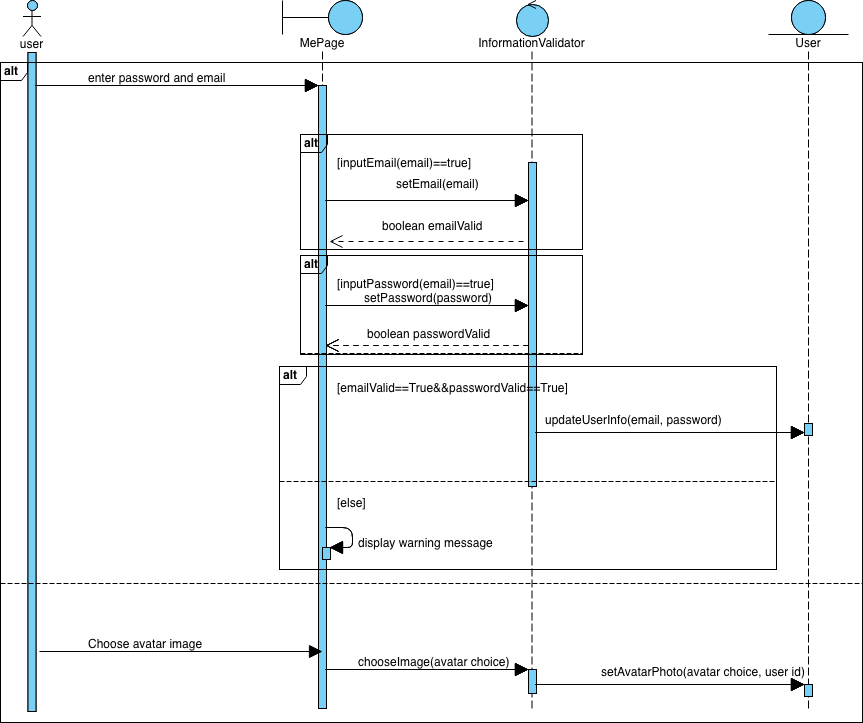 user
MePage
InformationValidator
User
alt
enter password and email
alt
[inputEmail(email)==true]
setEmail(email)
boolean emailValid
alt
[inputPassword(email)==true]
setPassword(password)
boolean passwordValid
alt
[emailValid==True&&passwordValid==True]
updateUserInfo(email, password)
[else]
display warning message
Choose avatar image
chooseImage(avatar choice)
setAvatarPhoto(avatar choice, user id)